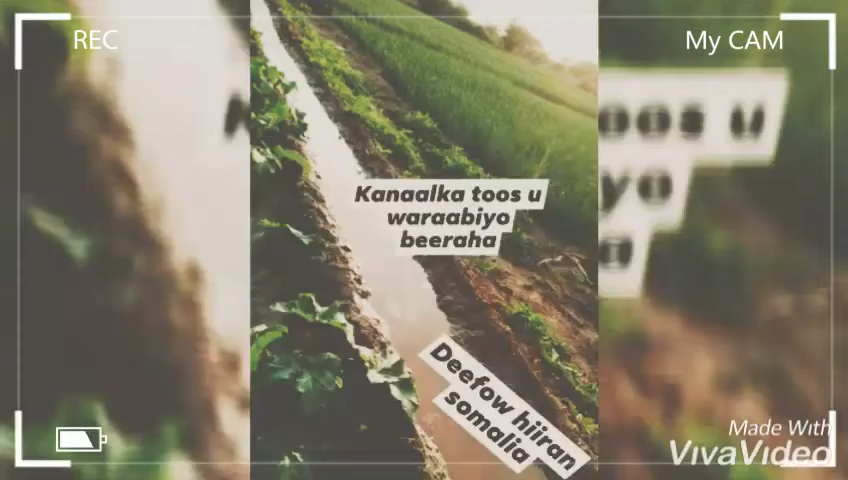 REC
My CAM
Kanaalka toos u
waraabiyo
beeraha
Deefow hiiran
somalia
Made With
VivaVideo